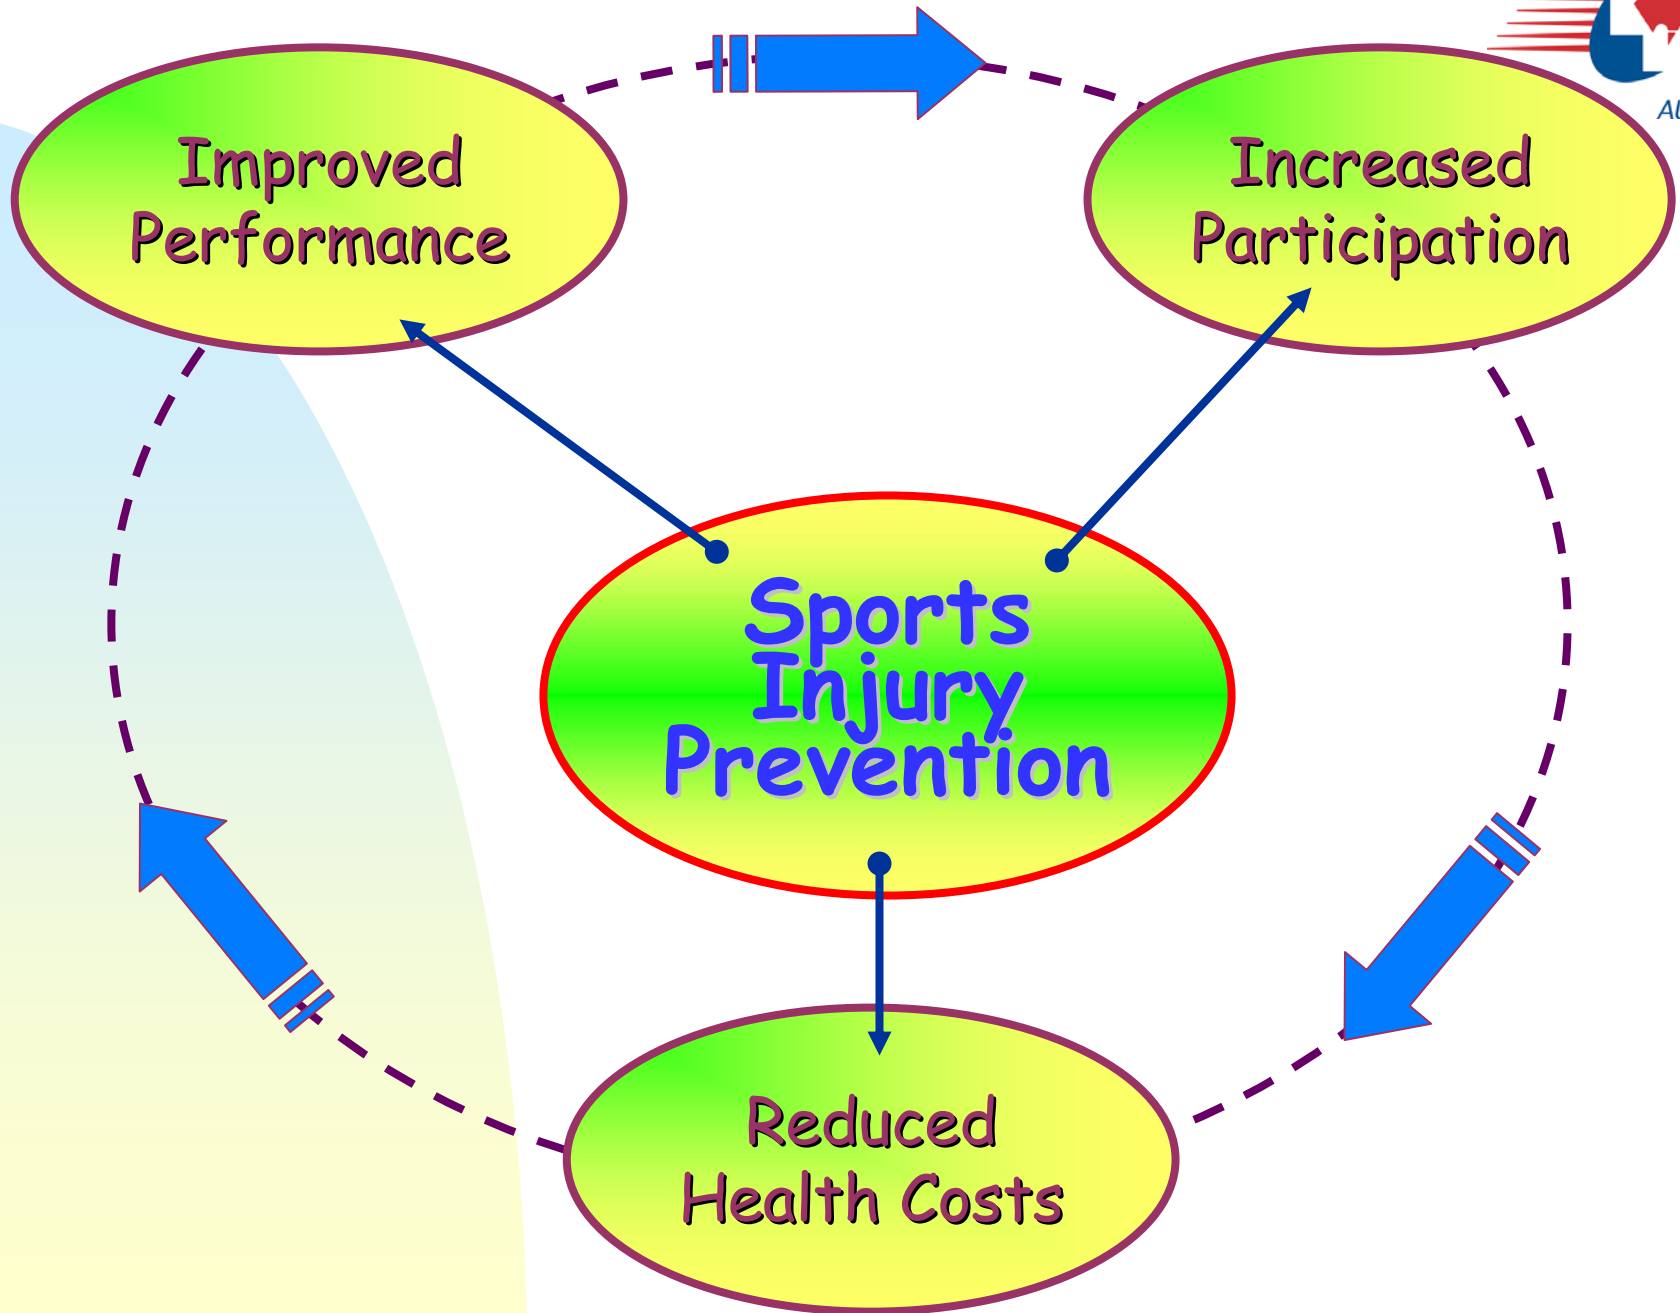 Improved
Performance
Increased
Participation
Sports
Injury
Prevention
Reduced
Health Costs